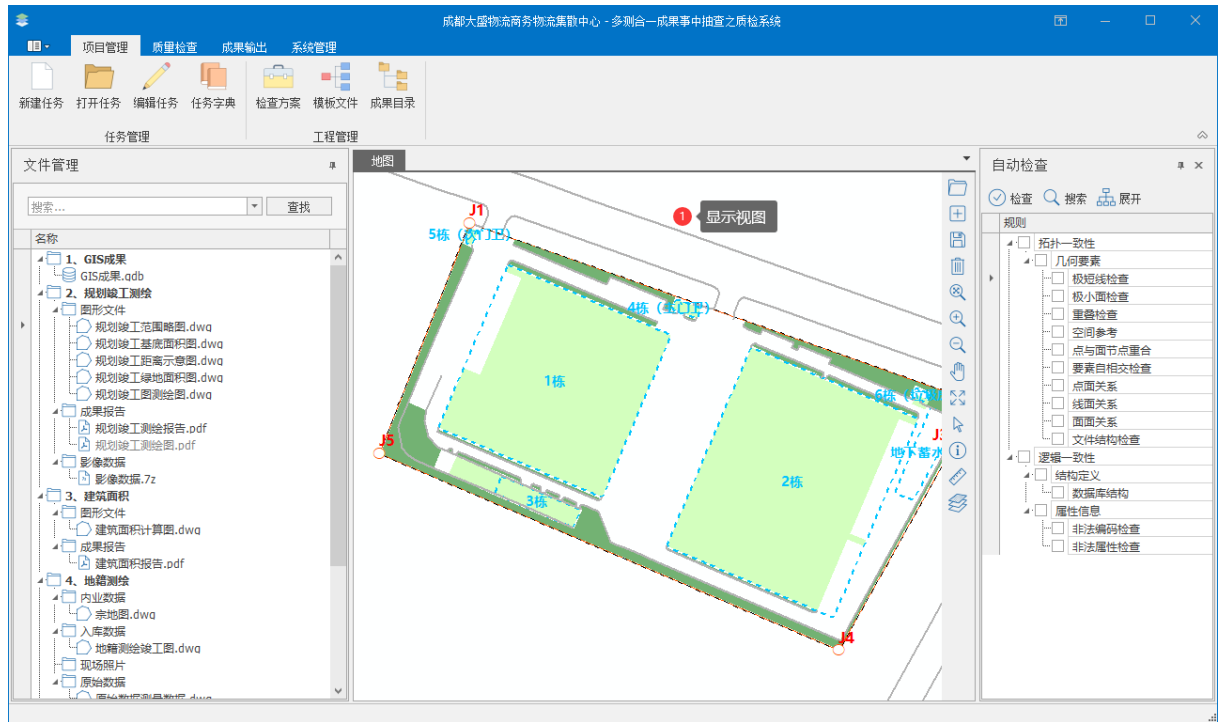 成都大盛物流商务物流集散中心 - 多测合一成果事中抽查之质检系统
项目管理 质量检查 成果输出 系统管理
新建任务 打开任务 编辑任务 任务字典 检查方案 模板文件 成果目录
任务管理 工程管理
文件管理
搜索... 查找
名称
1、GIS成果
GIS成果.gdb
2、规划竣工测绘
图形文件
规划竣工范围略图.dwg
规划竣工基底面积图.dwg
规划竣工距离示意图.dwg
规划竣工绿地面积图.dwg
规划竣工图测绘图.dwg
成果报告
规划竣工测绘报告.pdf
规划竣工测绘图.pdf
影像数据
影像数据.7z
3、建筑面积
图形文件
建筑面积计算图.dwg
成果报告
建筑面积报告.pdf
4、地籍测绘
内业数据
宗地图.dwg
入库数据
地籍测绘竣工图.dwg
现场照片
原始数据
原始数据测量数据.dwg
地图
1 显示视图
J1
5栋
4栋
1栋
6栋
J5
地下蓄水
2栋
3栋
J4
自动检查
检查 搜索 展开
规则
拓扑一致性
几何要素
极短线检查
极小面检查
重叠检查
空间参考
点与面节点重合
要素自相交检查
点面关系
线面关系
面面关系
文件结构检查
逻辑一致性
结构定义
数据库结构
属性信息
非法编码检查
非法属性检查